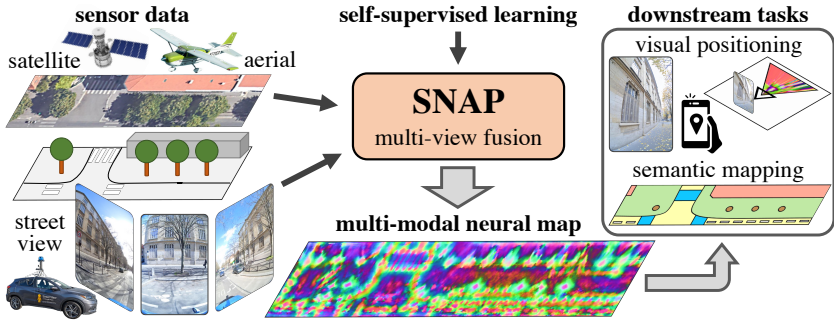 sensor data
satellite
aerial
street
view
self-supervised learning
SNAP
multi-view fusion
multi-modal neural map
downstream tasks
visual positioning
semantic mapping